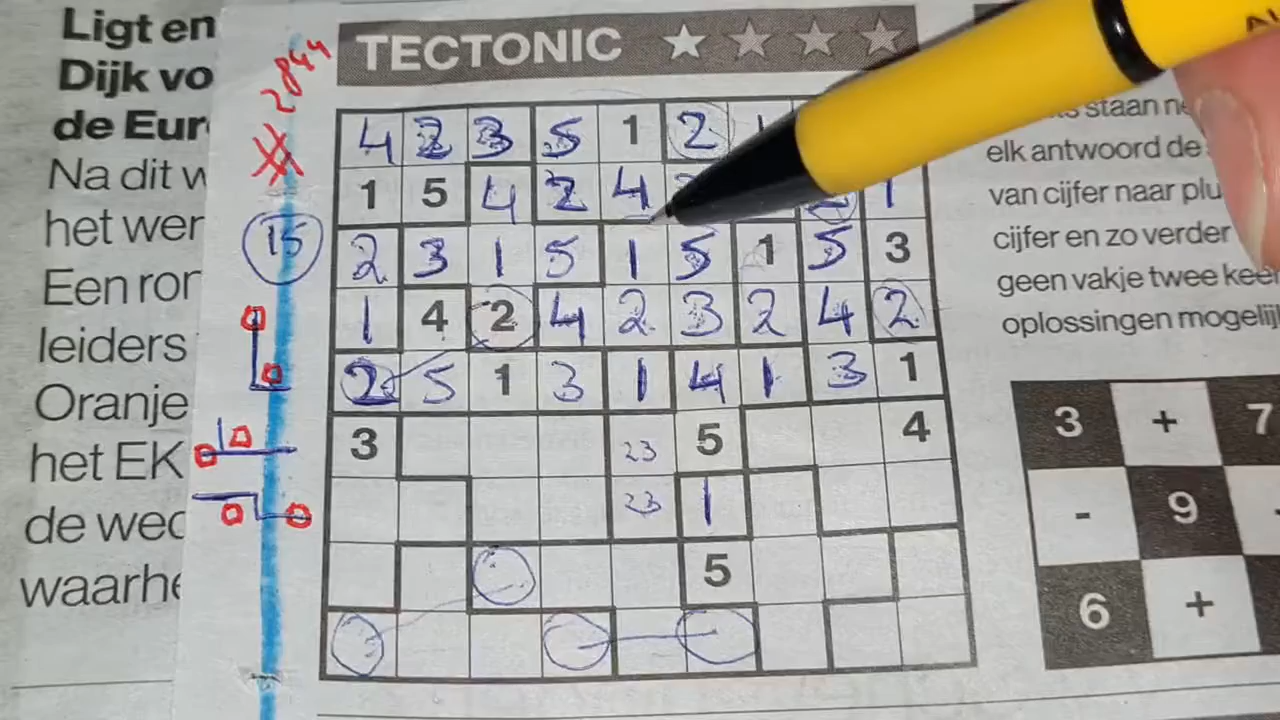 Ligt en
Dijk vo
de Eur
Na dit w
het wer
Een ron
leiders
Oranje
het EK
de wed
waarhe
# 2844
15
TECTONIC
4 2 3 5 1 2
1 5 4 2 4 1
2 3 1 5 1 5 1 5 3
1 4 2 4 2 3 2 4 2
2 5 1 3 1 4 1 3 1
3 23 5 4
23 1
5
staan ne
elk antwoord de
van cijfer naar plu
cijfer en zo verder
geen vakje twee keer
oplossingen mogelij
3 + 7
- 9
6 +